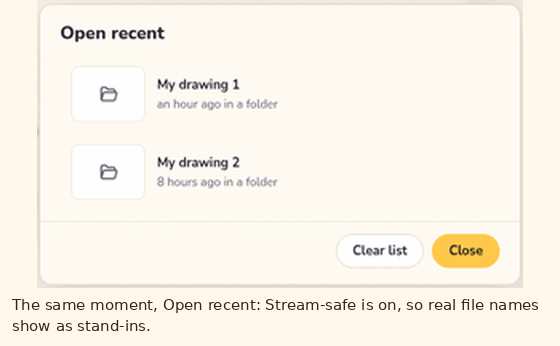 Open recent
My drawing 1
an hour ago in a folder
My drawing 2
8 hours ago in a folder
Clear list
Close
The same moment, Open recent: Stream-safe is on, so real file names
show as stand-ins.